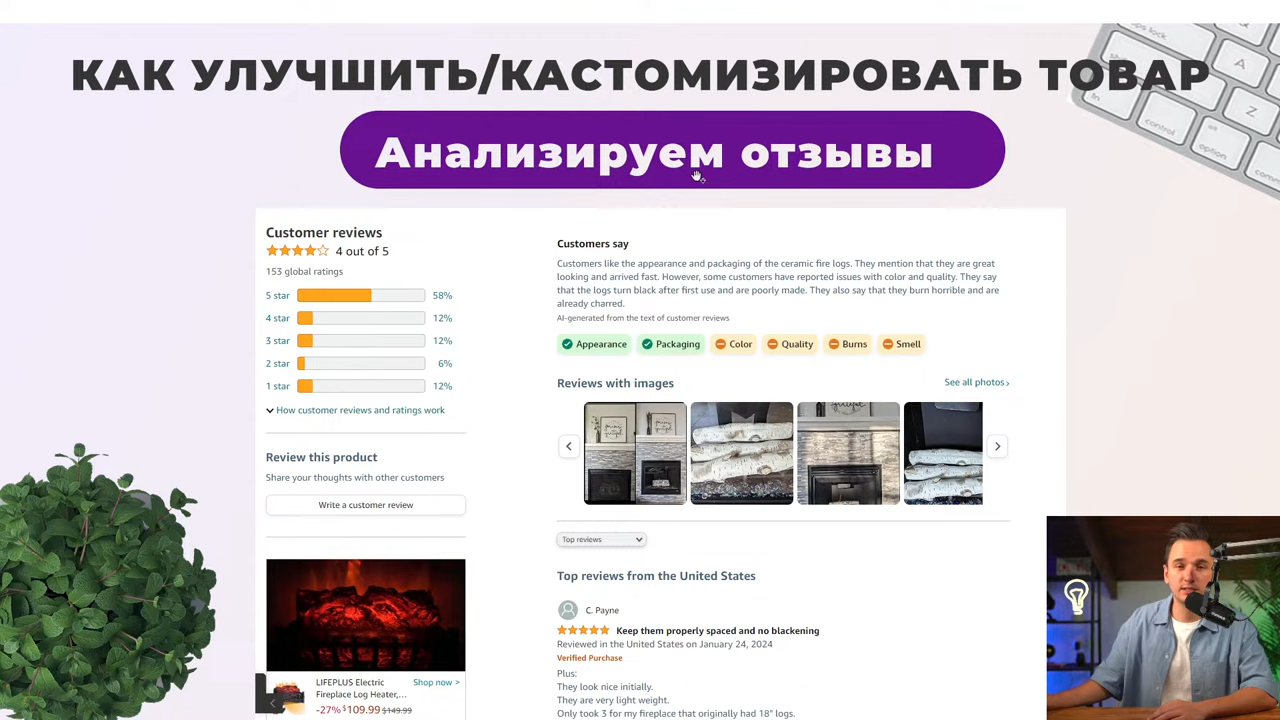 КАК УЛУЧШИТЬ/КАСТОМИЗИРОВАТЬ ТОВАР
Анализируем отзывы
Customer reviews
4 out of 5
153 global ratings
5 star 58%
4 star 12%
3 star 12%
2 star 6%
1 star 12%
How customer reviews and ratings work
Review this product
Share your thoughts with other customers
Write a customer review
LIFEPLUS Electric
Fireplace Log Heater,...
Shop now >
-27% $109.99 $149.99
Customers say
Customers like the appearance and packaging of the ceramic fire logs. They mention that they are great
looking and arrived fast. However, some customers have reported issues with color and quality. They say
that the logs turn black after first use and are poorly made. They also say that they burn horrible and are
already charred.
AI-generated from the text of customer reviews
Appearance Packaging Color Quality Burns Smell
Reviews with images
See all photos ›
Top reviews
Top reviews from the United States
C. Payne
Keep them properly spaced and no blackening
Reviewed in the United States on January 24, 2024
Verified Purchase
Plus:
They look nice initially.
They are very light weight.
Only took 3 for my fireplace that originally had 18" logs.
A
Z
control
option